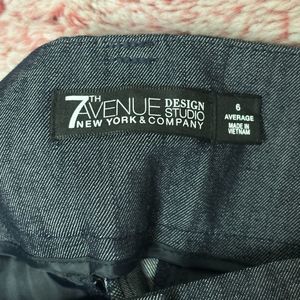 7TH AVENUE DESIGN STUDIO
NEW YORK & COMPANY
6
AVERAGE
MADE IN
VIETNAM